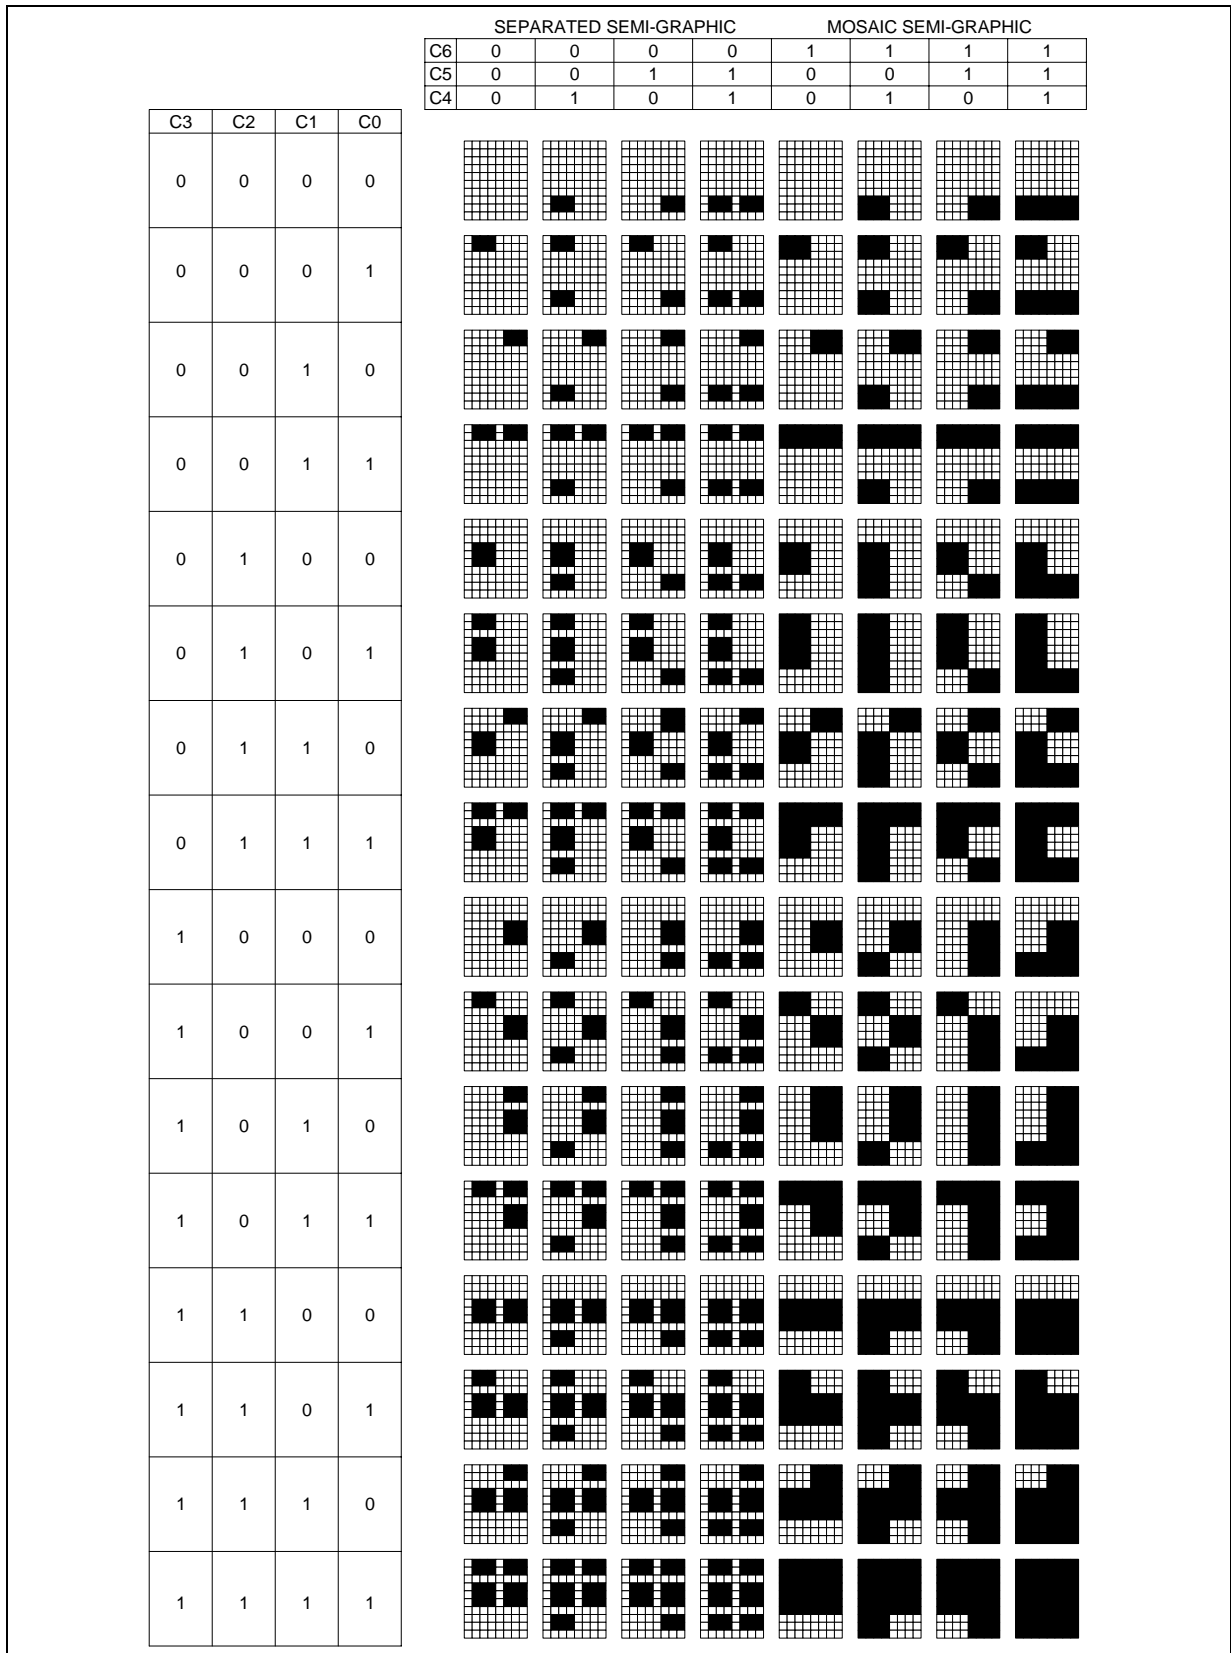 SEPARATED SEMI-GRAPHIC MOSAIC SEMI-GRAPHIC
C6 0 0 0 0 1 1 1 1
C5 0 0 1 1 0 0 1 1
C4 0 1 0 1 0 1 0 1
C3 C2 C1 C0
0 0 0 0
0 0 0 1
0 0 1 0
0 0 1 1
0 1 0 0
0 1 0 1
0 1 1 0
0 1 1 1
1 0 0 0
1 0 0 1
1 0 1 0
1 0 1 1
1 1 0 0
1 1 0 1
1 1 1 0
1 1 1 1